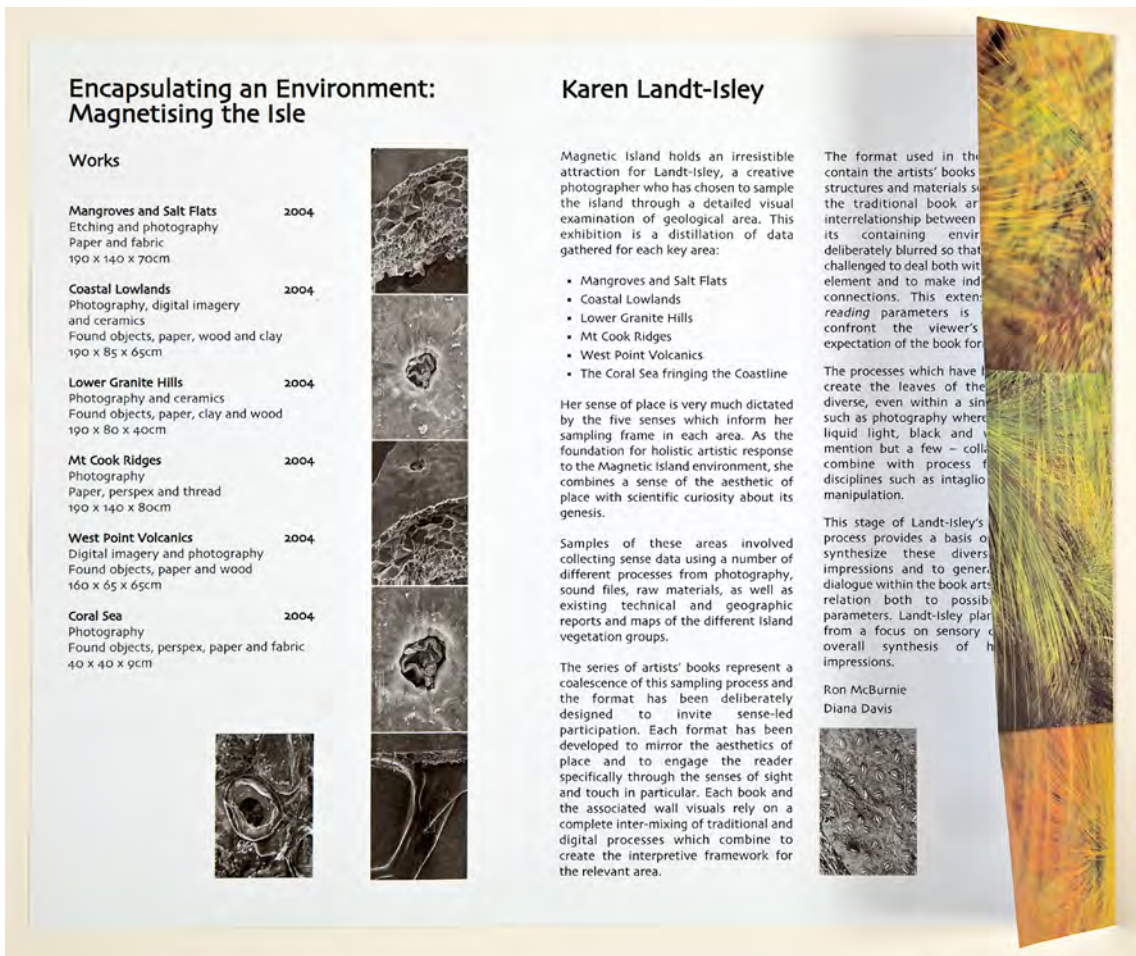 Encapsulating an Environment:
Magnetising the Isle
Works
Mangroves and Salt Flats 2004
Etching and photography
Paper and fabric
190 x 140 x 70cm
Coastal Lowlands 2004
Photography, digital imagery
and ceramics
Found objects, paper, wood and clay
190 x 85 x 65cm
Lower Granite Hills 2004
Photography and ceramics
Found objects, paper, clay and wood
190 x 80 x 40cm
Mt Cook Ridges 2004
Photography
Paper, perspex and thread
190 x 140 x 80cm
West Point Volcanics 2004
Digital imagery and photography
Found objects, paper and wood
160 x 65 x 65cm
Coral Sea 2004
Photography
Found objects, perspex, paper and fabric
40 x 40 x 9cm
Karen Landt-Isley
Magnetic Island holds an irresistible
attraction for Landt-Isley, a creative
photographer who has chosen to sample
the island through a detailed visual
examination of geological area. This
exhibition is a distillation of data
gathered for each key area:
▪ Mangroves and Salt Flats
▪ Coastal Lowlands
▪ Lower Granite Hills
▪ Mt Cook Ridges
▪ West Point Volcanics
▪ The Coral Sea fringing the Coastline
Her sense of place is very much dictated
by the five senses which inform her
sampling frame in each area. As the
foundation for holistic artistic response
to the Magnetic Island environment, she
combines a sense of the aesthetic of
place with scientific curiosity about its
genesis.
Samples of these areas involved
collecting sense data using a number of
different processes from photography,
sound files, raw materials, as well as
existing technical and geographic
reports and maps of the different Island
vegetation groups.
The series of artists' books represent a
coalescence of this sampling process and
the format has been deliberately
designed to invite sense-led
participation. Each format has been
developed to mirror the aesthetics of
place and to engage the reader
specifically through the senses of sight
and touch in particular. Each book and
the associated wall visuals rely on a
complete inter-mixing of traditional and
digital processes which combine to
create the interpretive framework for
the relevant area.
The format used in the
contain the artists' books
structures and materials
the traditional book
interrelationship between
its containing
deliberately blurred so that
challenged to deal both
element and to make
connections. This
reading parameters is
confront the viewer's
expectation of the book
The processes which have
create the leaves of the
diverse, even within a
such as photography where
liquid light, black and
mention but a few –
combine with process
disciplines such as intaglio
manipulation.
This stage of Landt-Isley's
process provides a basis
synthesize these
impressions and to
dialogue within the book arts
relation both to
parameters. Landt-Isley
from a focus on sensory
overall synthesis of
impressions.
Ron McBurnie
Diana Davis